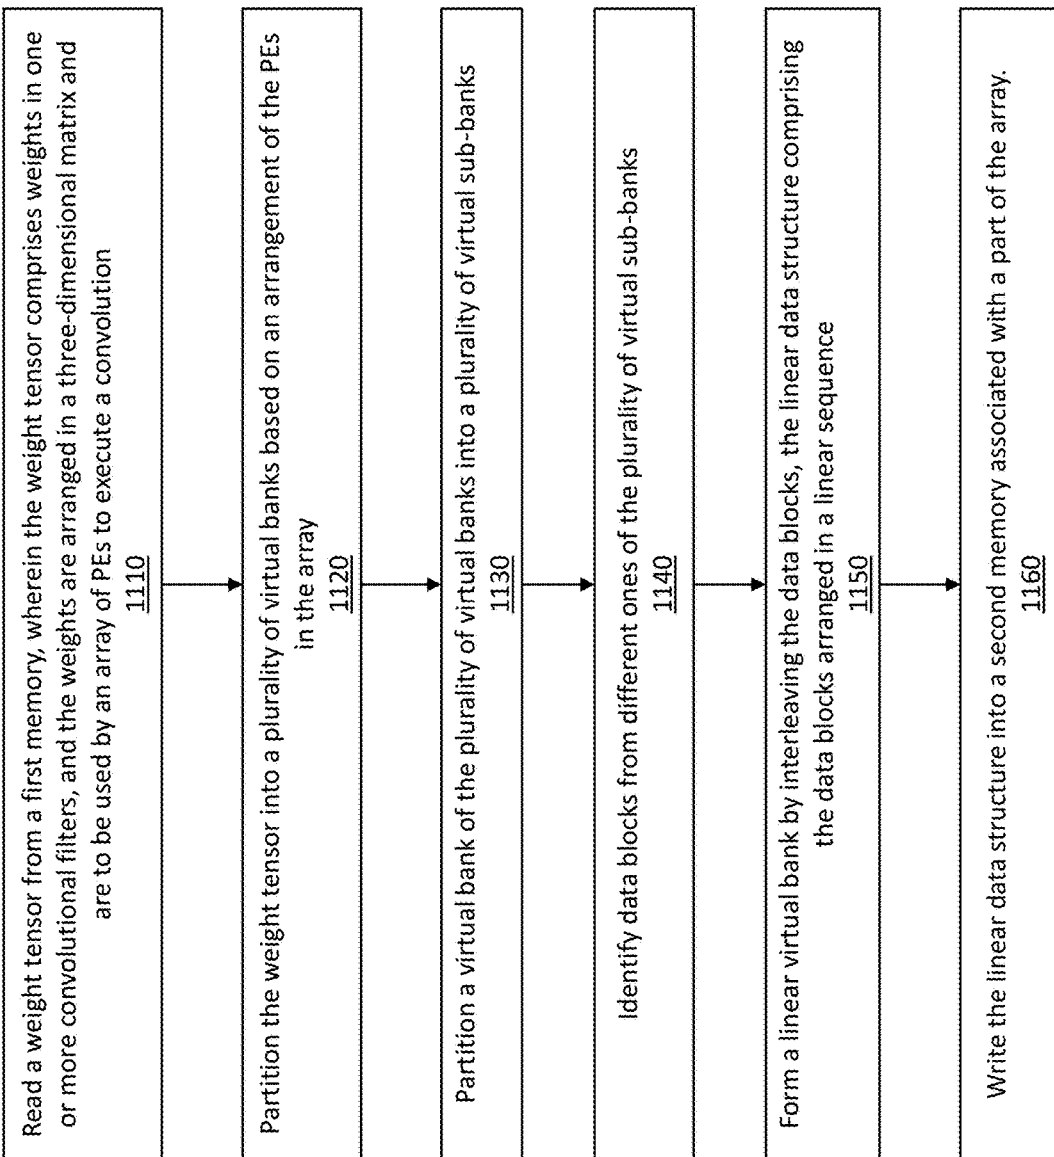 Read a weight tensor from a first memory, wherein the weight tensor comprises weights in one
or more convolutional filters, and the weights are arranged in a three-dimensional matrix and
are to be used by an array of PEs to execute a convolution
1110
Partition the weight tensor into a plurality of virtual banks based on an arrangement of the PEs
in the array
1120
Partition a virtual bank of the plurality of virtual banks into a plurality of virtual sub-banks
1130
Identify data blocks from different ones of the plurality of virtual sub-banks
1140
Form a linear virtual bank by interleaving the data blocks, the linear data structure comprising
the data blocks arranged in a linear sequence
1150
Write the linear data structure into a second memory associated with a part of the array.
1160